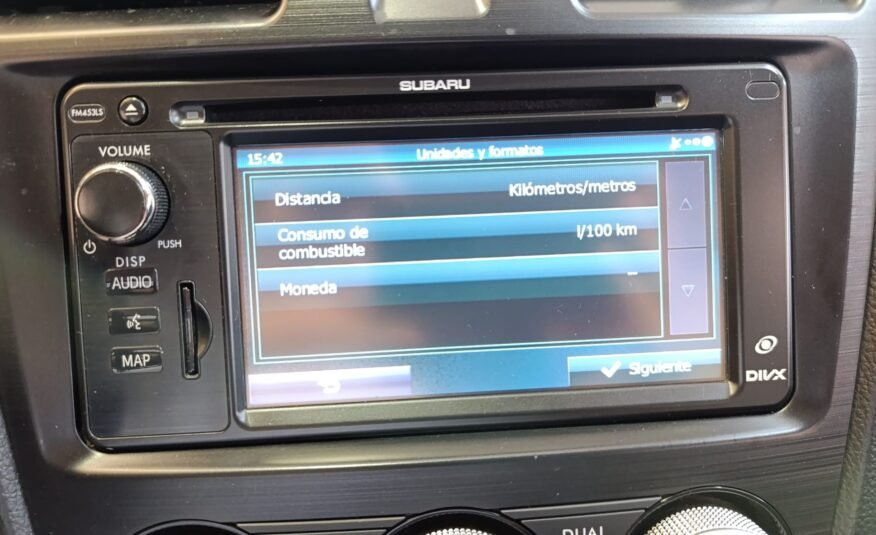 SUBARU
FM453LS
VOLUME
PUSH
DISP
AUDIO
MAP
15:42 Unidades y formatos
Distancia Kilómetros/metros
Consumo de l/100 km
combustible
Moneda --
Siguiente
DIVX
DUAL